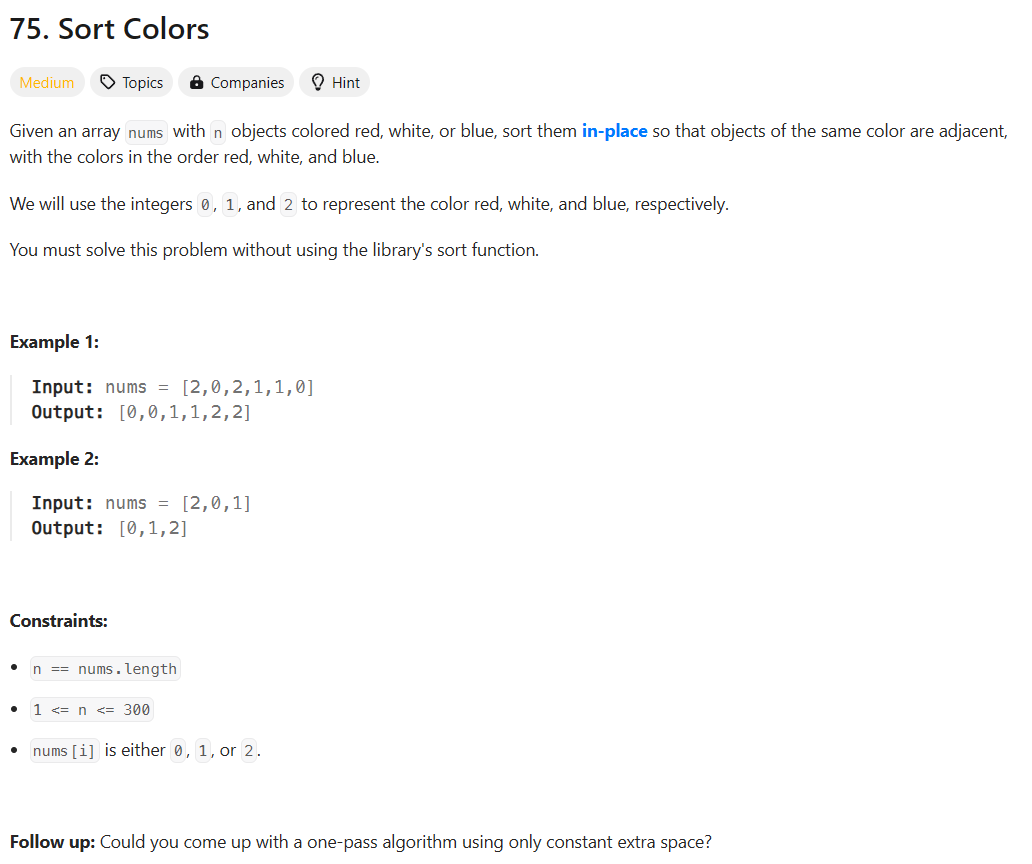 75. Sort Colors
Medium Topics Companies Hint
Given an array nums with n objects colored red, white, or blue, sort them in-place so that objects of the same color are adjacent,
with the colors in the order red, white, and blue.
We will use the integers 0, 1, and 2 to represent the color red, white, and blue, respectively.
You must solve this problem without using the library's sort function.
Example 1:
Input: nums = [2,0,2,1,1,0]
Output: [0,0,1,1,2,2]
Example 2:
Input: nums = [2,0,1]
Output: [0,1,2]
Constraints:
• n == nums.length
• 1 <= n <= 300
• nums[i] is either 0, 1, or 2.
Follow up: Could you come up with a one-pass algorithm using only constant extra space?